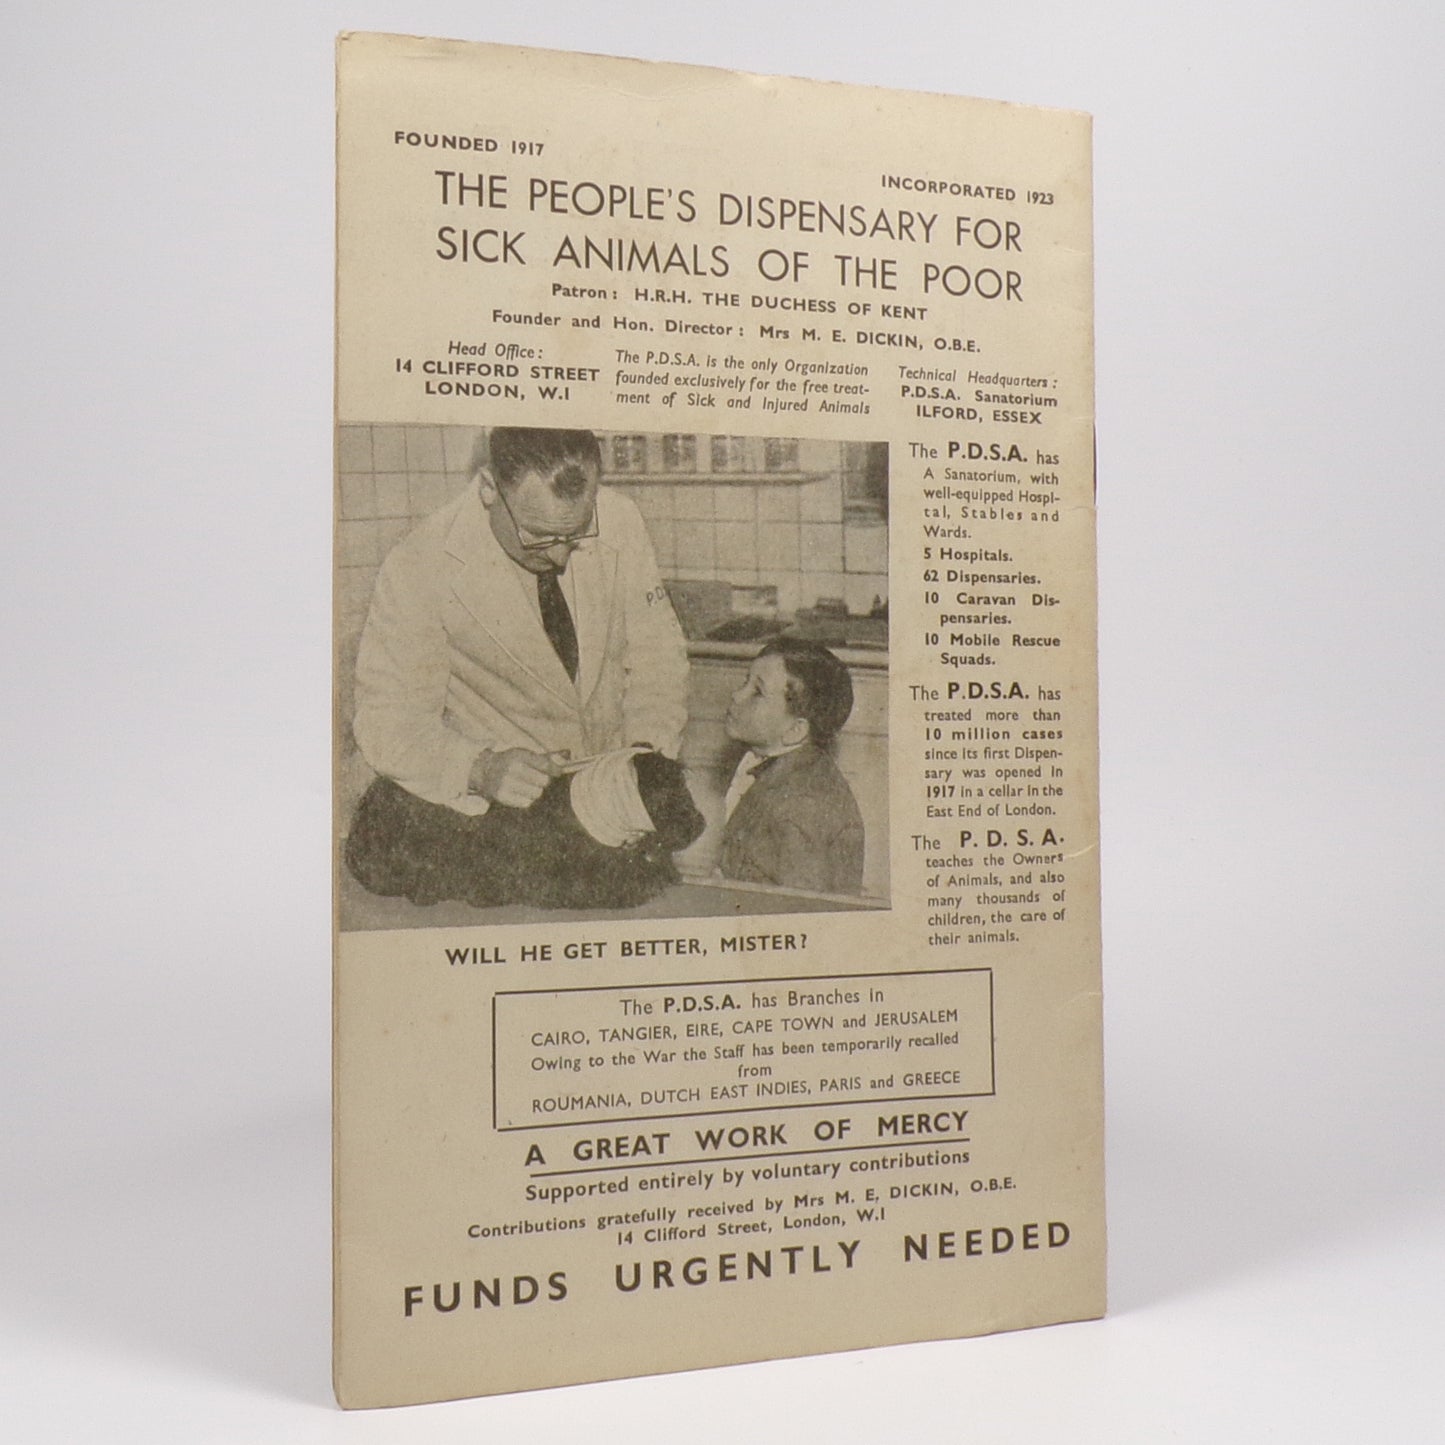 FOUNDED 1917
INCORPORATED 1923
THE PEOPLE'S DISPENSARY FOR
SICK ANIMALS OF THE POOR
Patron: H.R.H. THE DUCHESS OF KENT
Founder and Hon. Director: Mrs M. E. DICKIN, O.B.E.
Head Office:
14 CLIFFORD STREET
LONDON, W.1
The P.D.S.A. is the only Organization
founded exclusively for the free treat-
ment of Sick and Injured Animals
Technical Headquarters:
P.D.S.A. Sanatorium
ILFORD, ESSEX
P.D.
The P.D.S.A. has
A Sanatorium, with
well-equipped Hospi-
tal, Stables and
Wards.
5 Hospitals.
62 Dispensaries.
10 Caravan Dis-
pensaries.
10 Mobile Rescue
Squads.
The P.D.S.A. has
treated more than
10 million cases
since its first Dispen-
sary was opened in
1917 in a cellar in the
East End of London.
The P. D. S. A.
teaches the Owners
of Animals, and also
many thousands of
children, the care of
their animals.
WILL HE GET BETTER, MISTER?
The P.D.S.A. has Branches in
CAIRO, TANGIER, EIRE, CAPE TOWN and JERUSALEM
Owing to the War the Staff has been temporarily recalled
from
ROUMANIA, DUTCH EAST INDIES, PARIS and GREECE
A GREAT WORK OF MERCY
Supported entirely by voluntary contributions
Contributions gratefully received by Mrs M. E. DICKIN, O.B.E.
14 Clifford Street, London, W.1
FUNDS URGENTLY NEEDED